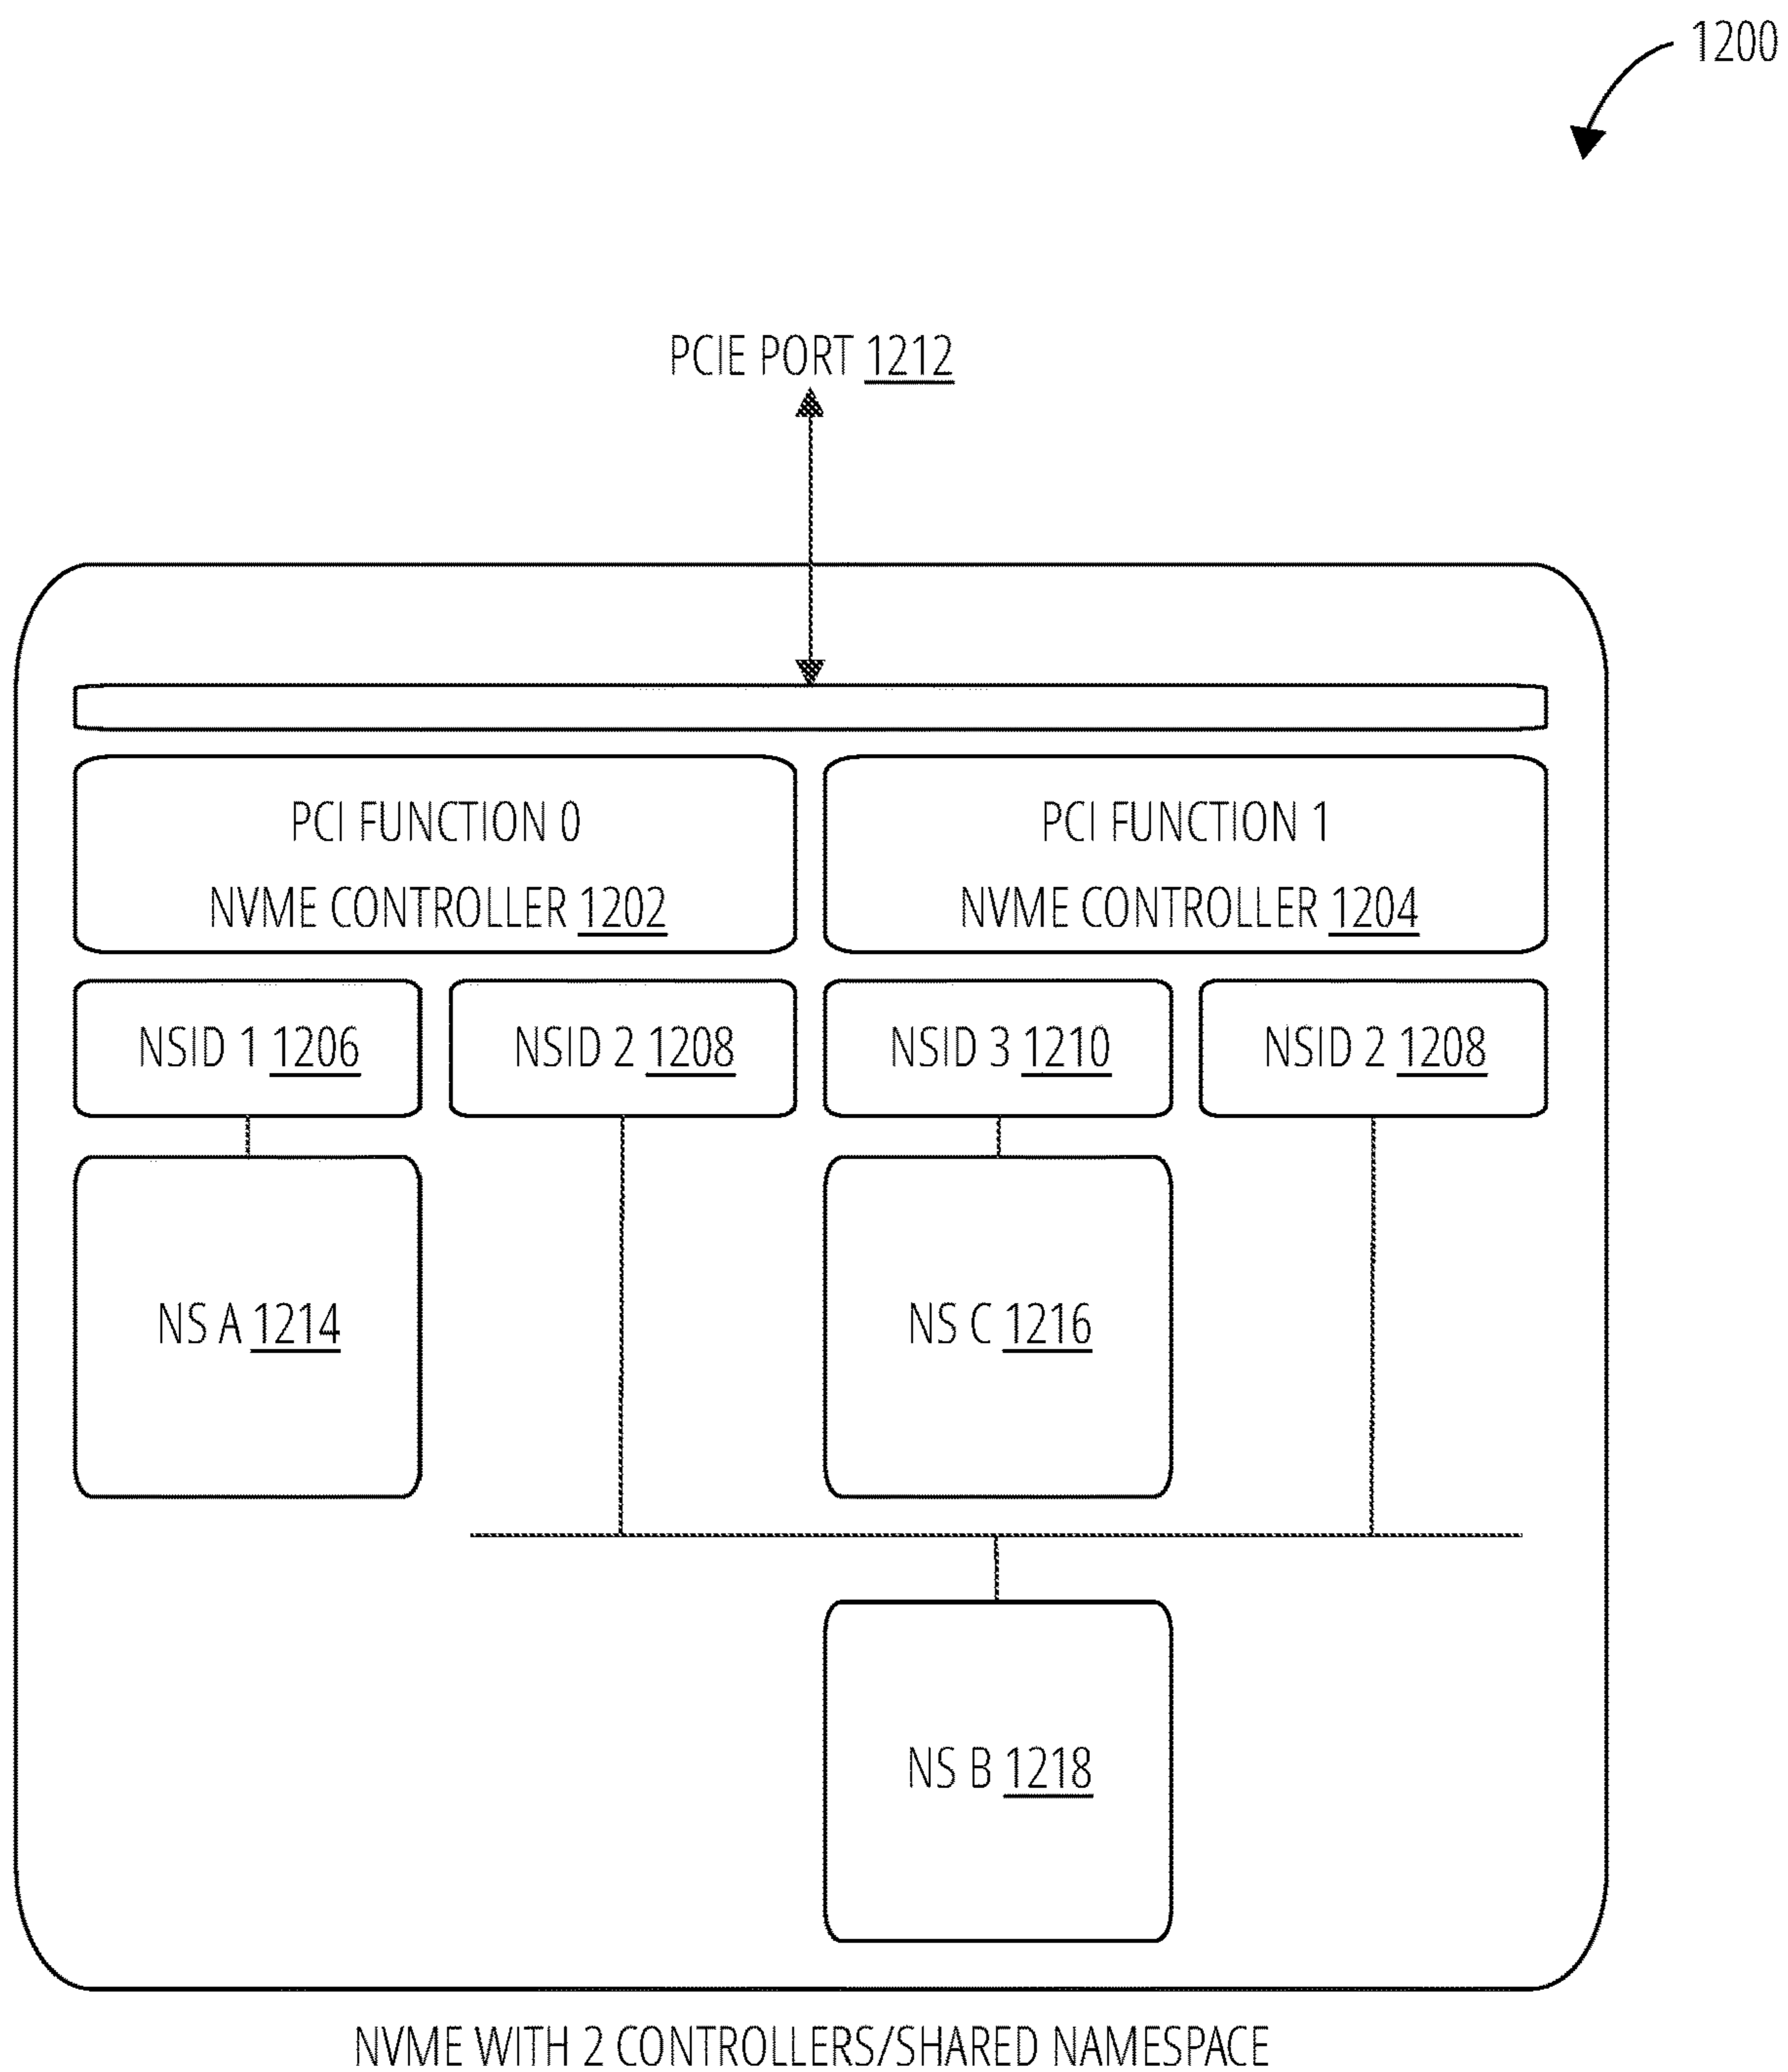 1200
PCIE PORT 1212
PCI FUNCTION 0
NVME CONTROLLER 1202
PCI FUNCTION 1
NVME CONTROLLER 1204
NSID 1 1206
NSID 2 1208
NSID 3 1210
NSID 2 1208
NS A 1214
NS C 1216
NS B 1218
NVME WITH 2 CONTROLLERS/SHARED NAMESPACE